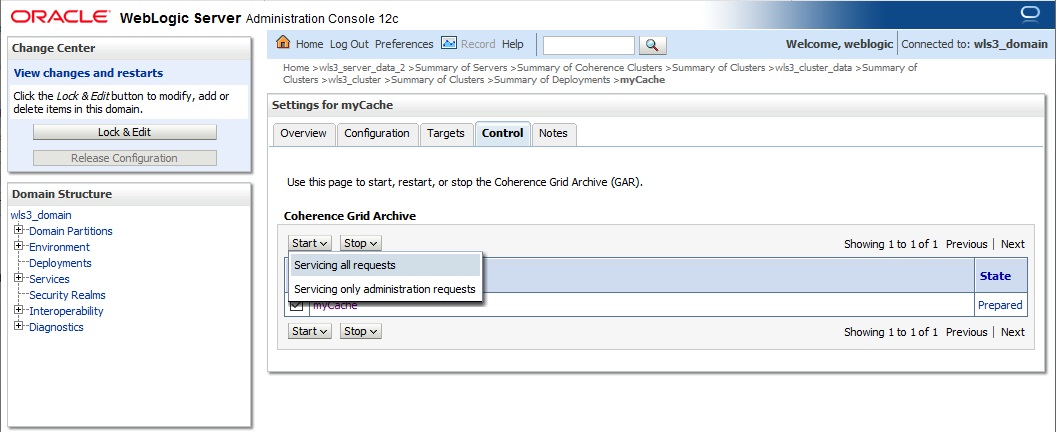 ORACLE WebLogic Server Administration Console 12c
Change Center
View changes and restarts
Click the Lock & Edit button to modify, add or
delete items in this domain.
Lock & Edit
Release Configuration
Domain Structure
wls3_domain
Domain Partitions
Environment
Deployments
Services
Security Realms
Interoperability
Diagnostics
Home Log Out Preferences Record Help
Welcome, weblogic Connected to: wls3_domain
Home >wls3_server_data_2 >Summary of Servers >Summary of Coherence Clusters >Summary of Clusters >wls3_cluster_data >Summary of
Clusters >wls3_cluster >Summary of Clusters >Summary of Deployments >myCache
Settings for myCache
Overview Configuration Targets Control Notes
Use this page to start, restart, or stop the Coherence Grid Archive (GAR).
Coherence Grid Archive
Start Stop Showing 1 to 1 of 1 Previous Next
Servicing all requests
Servicing only administration requests
State
myCache Prepared
Start Stop Showing 1 to 1 of 1 Previous Next